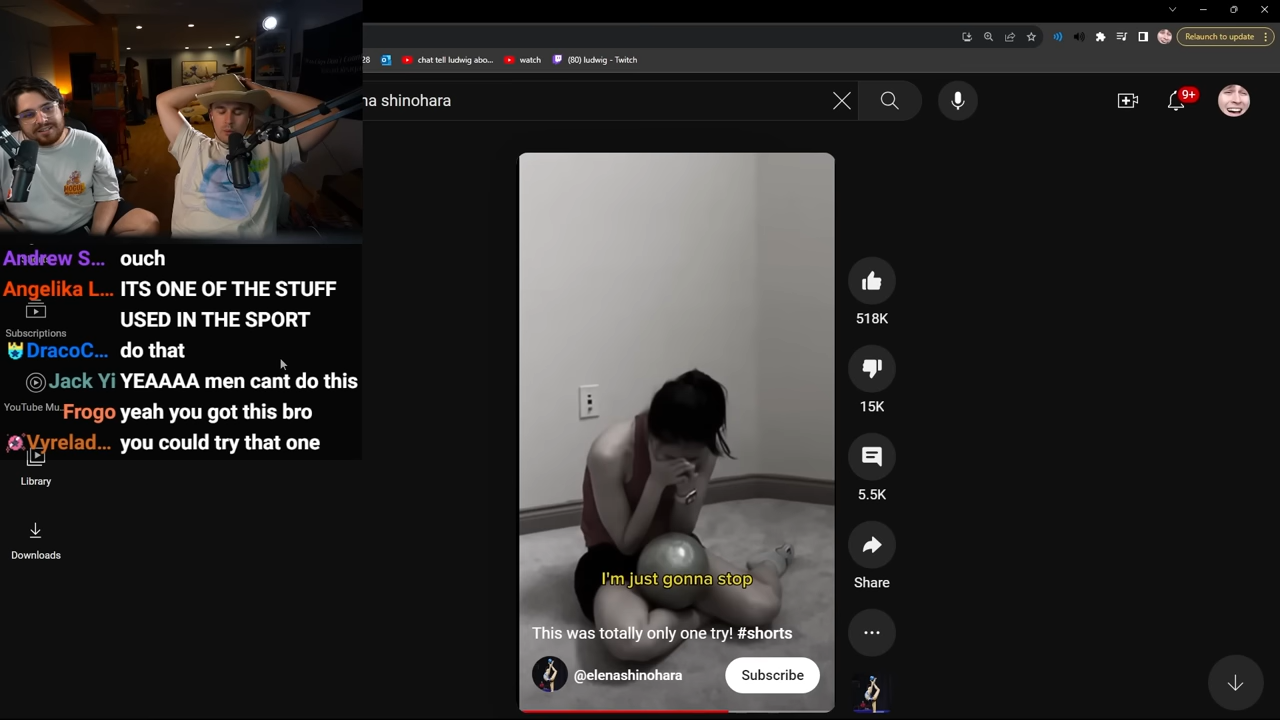 Relaunch to update
28
chat tell ludwig abo...
watch
(80) ludwig - Twitch
na shinohara
9+
Andrew S... ouch
Angelika L... ITS ONE OF THE STUFF
USED IN THE SPORT
Subscriptions
DracoC... do that
Jack Yi YEAAAA men cant do this
YouTube Mu...
Frogo yeah you got this bro
Vyrelad... you could try that one
Library
Downloads
518K
15K
5.5K
Share
I'm just gonna stop
This was totally only one try! #shorts
@elenashinohara
Subscribe